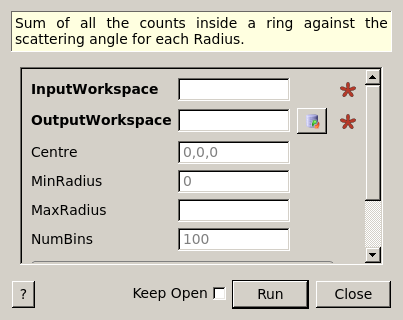 Sum of all the counts inside a ring against the
scattering angle for each Radius.
InputWorkspace
OutputWorkspace
Centre 0,0,0
MinRadius 0
MaxRadius
NumBins 100
? Keep Open Run Close